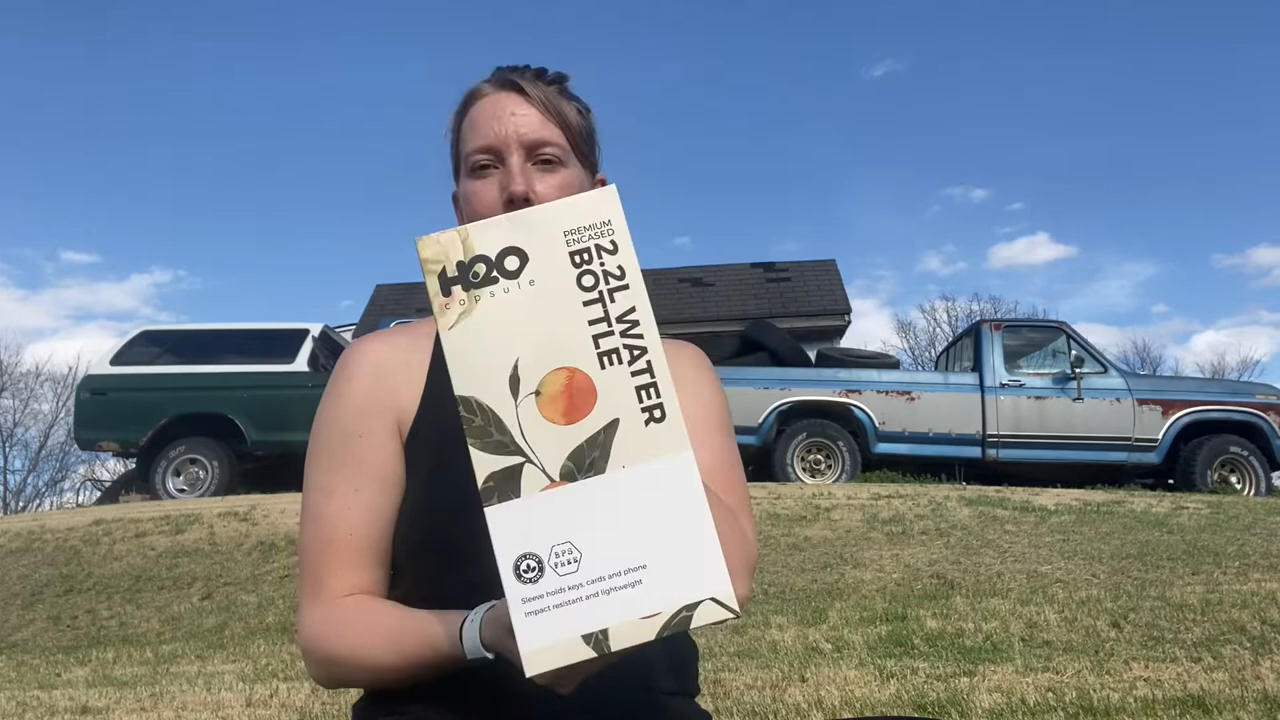 H2O
capsule
PREMIUM
ENCASED
2.2L WATER
BOTTLE
BPS
FREE
Sleeve holds keys, cards and phone
Impact resistant and lightweight